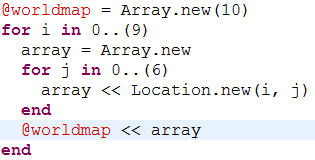 @worldmap = Array.new(10)
for i in 0..(9)
  array = Array.new
  for j in 0..(6)
    array << Location.new(i, j)
  end
  @worldmap << array
end